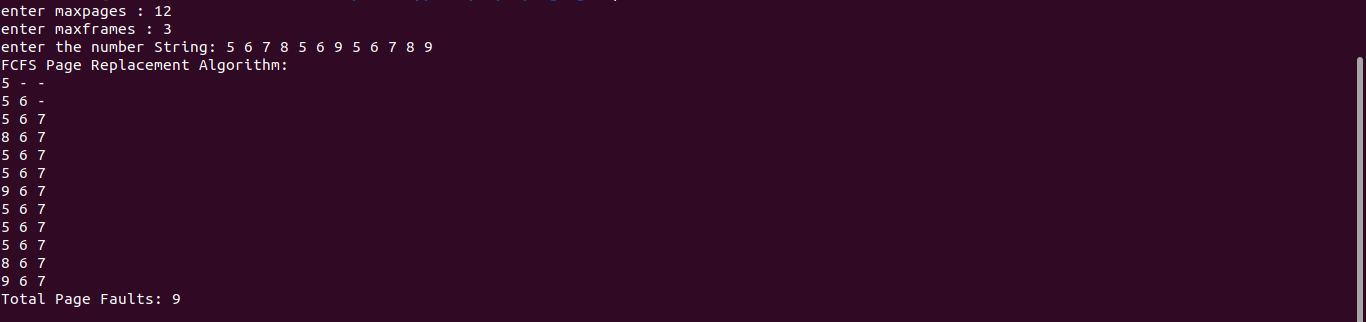 enter maxpages : 12
enter maxframes : 3
enter the number String: 5 6 7 8 5 6 9 5 6 7 8 9
FCFS Page Replacement Algorithm:
5 - -
5 6 -
5 6 7
8 6 7
5 6 7
5 6 7
9 6 7
5 6 7
5 6 7
5 6 7
8 6 7
9 6 7
Total Page Faults: 9